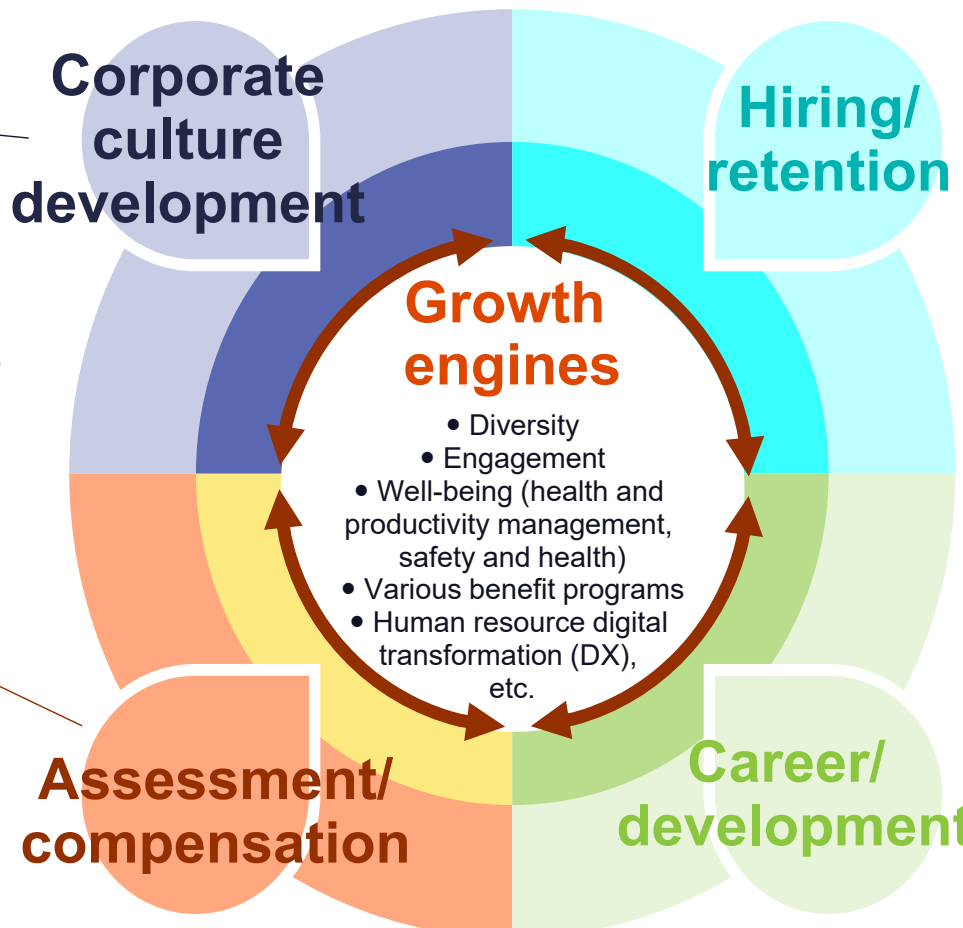 Corporate
culture
development
Hiring/
retention
Growth
engines
• Diversity
• Engagement
• Well-being (health and
productivity management,
safety and health)
• Various benefit programs
• Human resource digital
transformation (DX),
etc.
Assessment/
compensation
Career/
development